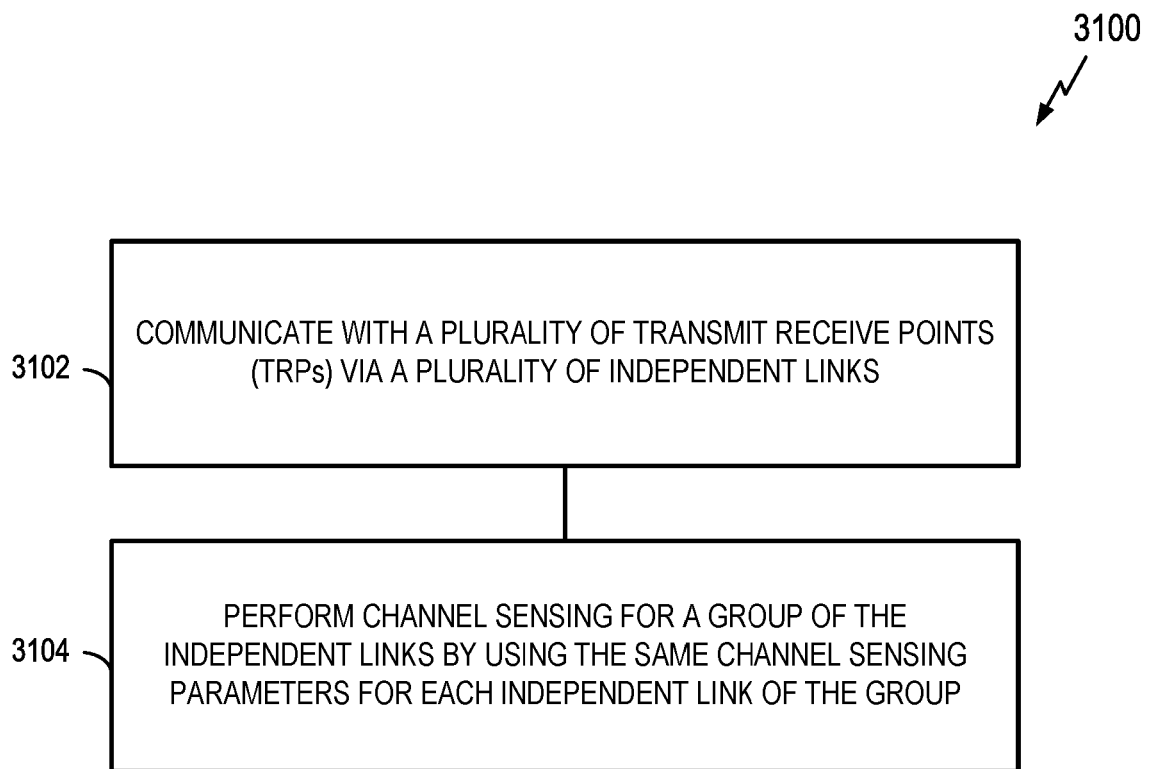 3100
COMMUNICATE WITH A PLURALITY OF TRANSMIT RECEIVE POINTS
(TRPs) VIA A PLURALITY OF INDEPENDENT LINKS
3102
PERFORM CHANNEL SENSING FOR A GROUP OF THE
INDEPENDENT LINKS BY USING THE SAME CHANNEL SENSING
PARAMETERS FOR EACH INDEPENDENT LINK OF THE GROUP
3104